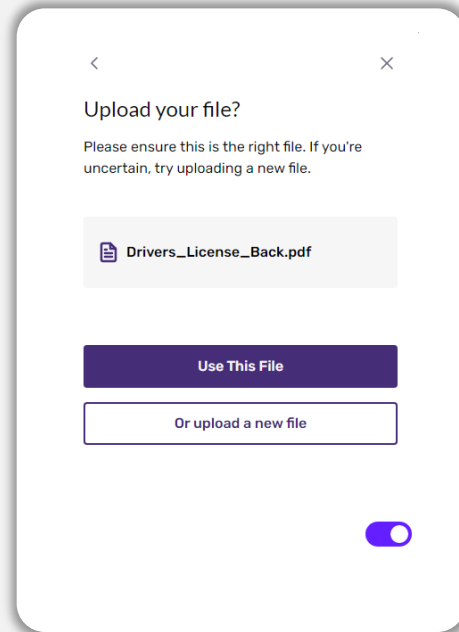 Upload your file?
Please ensure this is the right file. If you're
uncertain, try uploading a new file.
Drivers_License_Back.pdf
Use This File
Or upload a new file